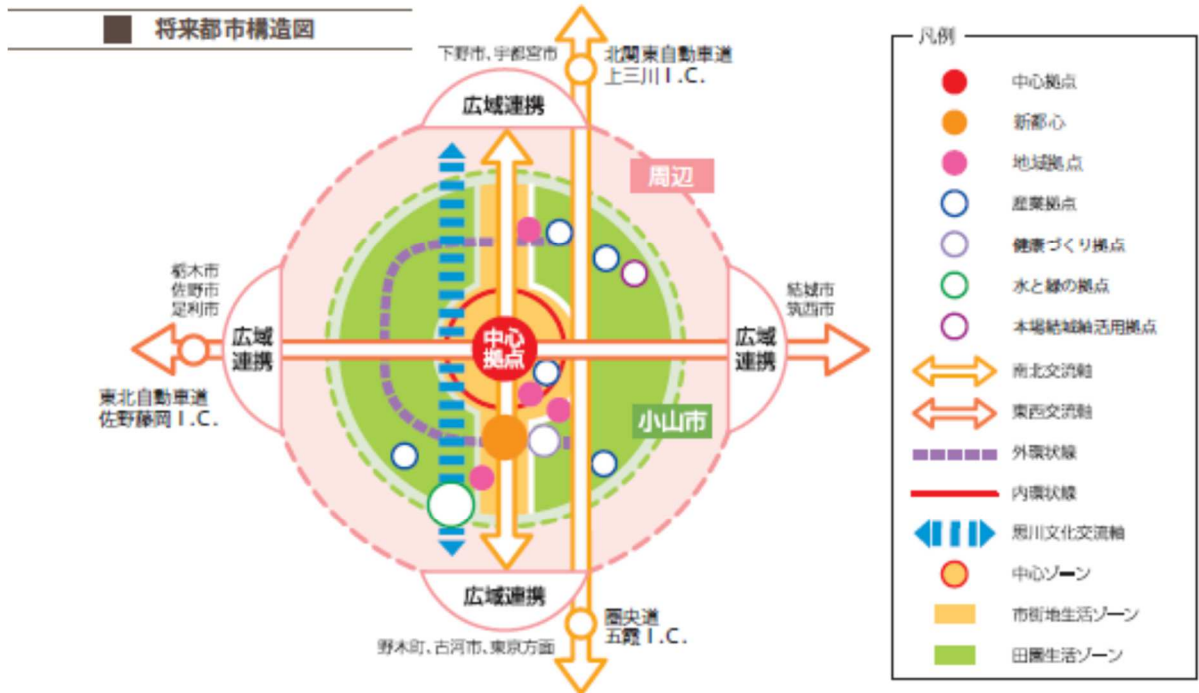 将来都市構造図
下野市、宇都宮市
北関東自動車道
上三川I.C.
広域連携
周辺
栃木市
佐野市
足利市
広域
連携
東北自動車道
佐野藤岡I.C.
中心
拠点
結城市
筑西市
広域
連携
小山市
広域連携
野木町、古河市、東京方面
圏央道
五霞I.C.
凡例
中心拠点
新都心
地域拠点
産業拠点
健康づくり拠点
水と緑の拠点
本場結城紬活用拠点
南北交流軸
東西交流軸
外環状線
内環状線
思川文化交流軸
中心ゾーン
市街地生活ゾーン
田園生活ゾーン